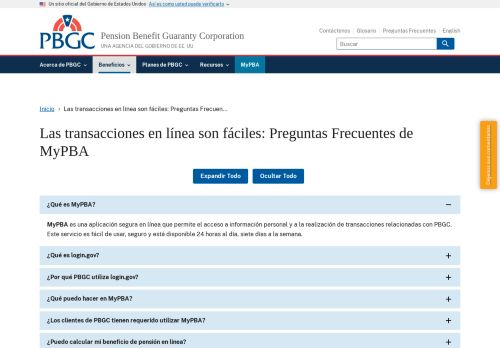 Un sitio oficial del Gobierno de Estados Unidos Así es como usted puede verificarlo
Contáctenos Glosario Preguntas Frecuentes English
PBGC
Pension Benefit Guaranty Corporation
UNA AGENCIA DEL GOBIERNO DE EE. UU
Buscar
Acerca de PBGC Beneficios Planes de PBGC Recursos MyPBA
Inicio › Las transacciones en línea son fáciles: Preguntas Frecuen...
Las transacciones en línea son fáciles: Preguntas Frecuentes de
MyPBA
Expandir Todo Ocultar Todo
¿Qué es MyPBA?
MyPBA es una aplicación segura en línea que permite el acceso a información personal y a la realización de transacciones relacionadas con PBGC.
Este servicio es fácil de usar, seguro y está disponible 24 horas al día, siete días a la semana.
¿Qué es login.gov?
¿Por qué PBGC utiliza login.gov?
¿Qué puedo hacer en MyPBA?
¿Los clientes de PBGC tienen requerido utilizar MyPBA?
¿Puedo calcular mi beneficio de pensión en línea?